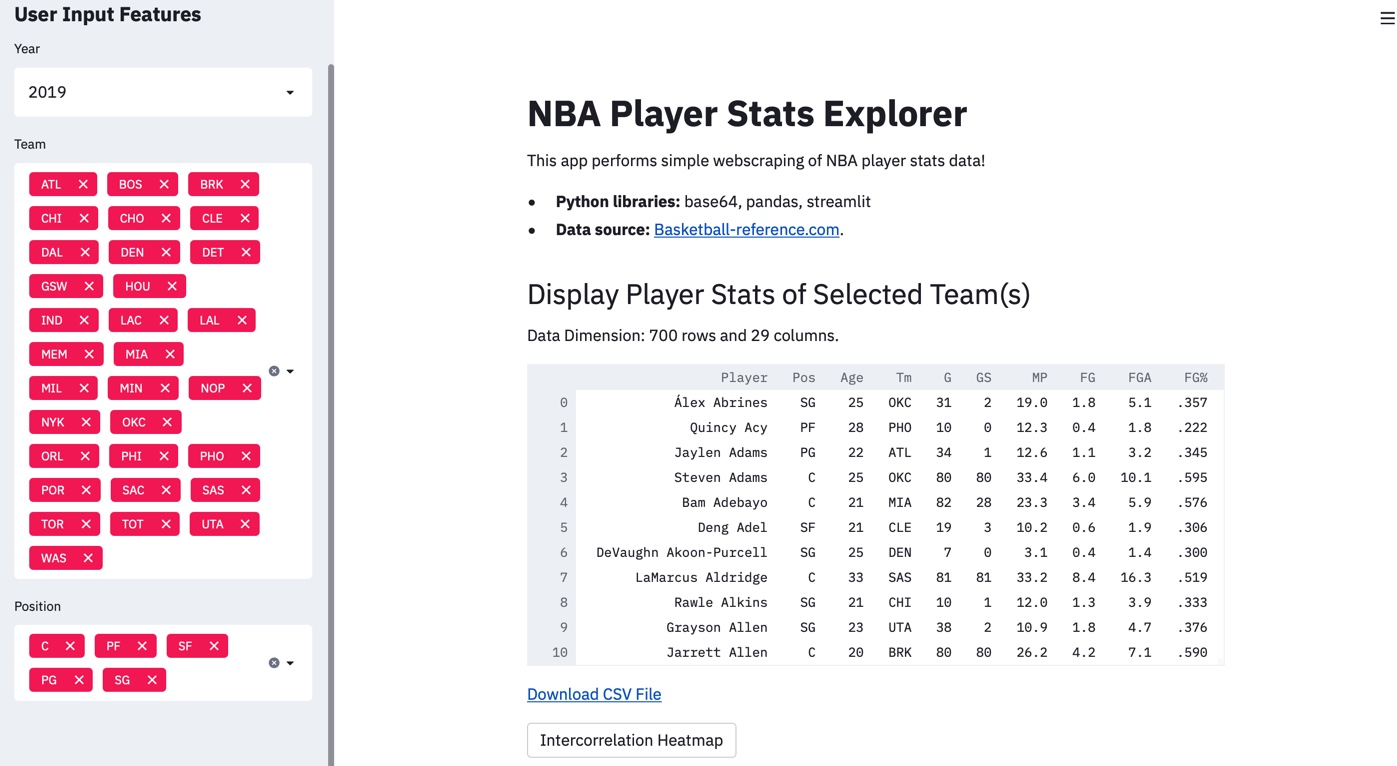 User Input Features
Year
2019
Team
ATL BOS BRK
CHI CHO CLE
DAL DEN DET
GSW HOU
IND LAC LAL
MEM MIA
MIL MIN NOP
NYK OKC
ORL PHI PHO
POR SAC SAS
TOR TOT UTA
WAS
Position
C PF SF
PG SG
NBA Player Stats Explorer
This app performs simple webscraping of NBA player stats data!
• Python libraries: base64, pandas, streamlit
• Data source: Basketball-reference.com.
Display Player Stats of Selected Team(s)
Data Dimension: 700 rows and 29 columns.
Player Pos Age Tm G GS MP FG FGA FG%
0 Álex Abrines SG 25 OKC 31 2 19.0 1.8 5.1 .357
1 Quincy Acy PF 28 PHO 10 0 12.3 0.4 1.8 .222
2 Jaylen Adams PG 22 ATL 34 1 12.6 1.1 3.2 .345
3 Steven Adams C 25 OKC 80 80 33.4 6.0 10.1 .595
4 Bam Adebayo C 21 MIA 82 28 23.3 3.4 5.9 .576
5 Deng Adel SF 21 CLE 19 3 10.2 0.6 1.9 .306
6 DeVaughn Akoon-Purcell SG 25 DEN 7 0 3.1 0.4 1.4 .300
7 LaMarcus Aldridge C 33 SAS 81 81 33.2 8.4 16.3 .519
8 Rawle Alkins SG 21 CHI 10 1 12.0 1.3 3.9 .333
9 Grayson Allen SG 23 UTA 38 2 10.9 1.8 4.7 .376
10 Jarrett Allen C 20 BRK 80 80 26.2 4.2 7.1 .590
Download CSV File
Intercorrelation Heatmap